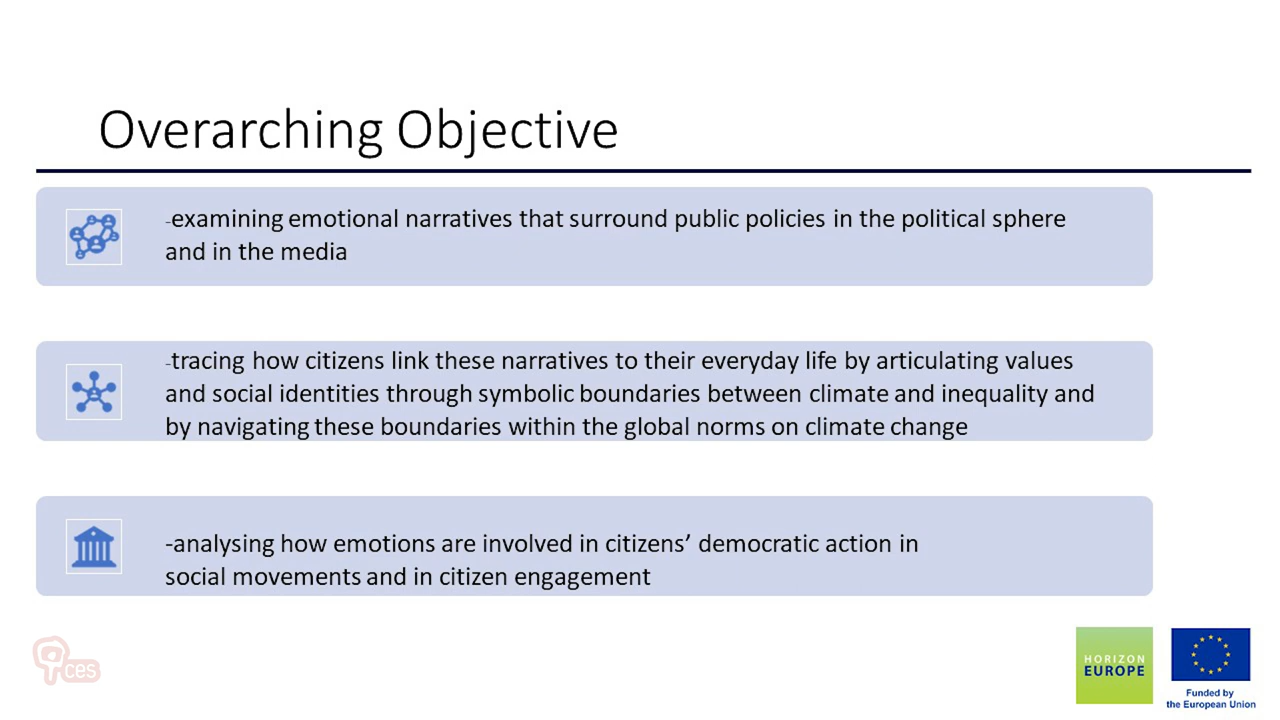 Overarching Objective
-examining emotional narratives that surround public policies in the political sphere
and in the media
-tracing how citizens link these narratives to their everyday life by articulating values
and social identities through symbolic boundaries between climate and inequality and
by navigating these boundaries within the global norms on climate change
-analysing how emotions are involved in citizens’ democratic action in
social movements and in citizen engagement
ces
HORIZON
EUROPE
Funded by
the European Union